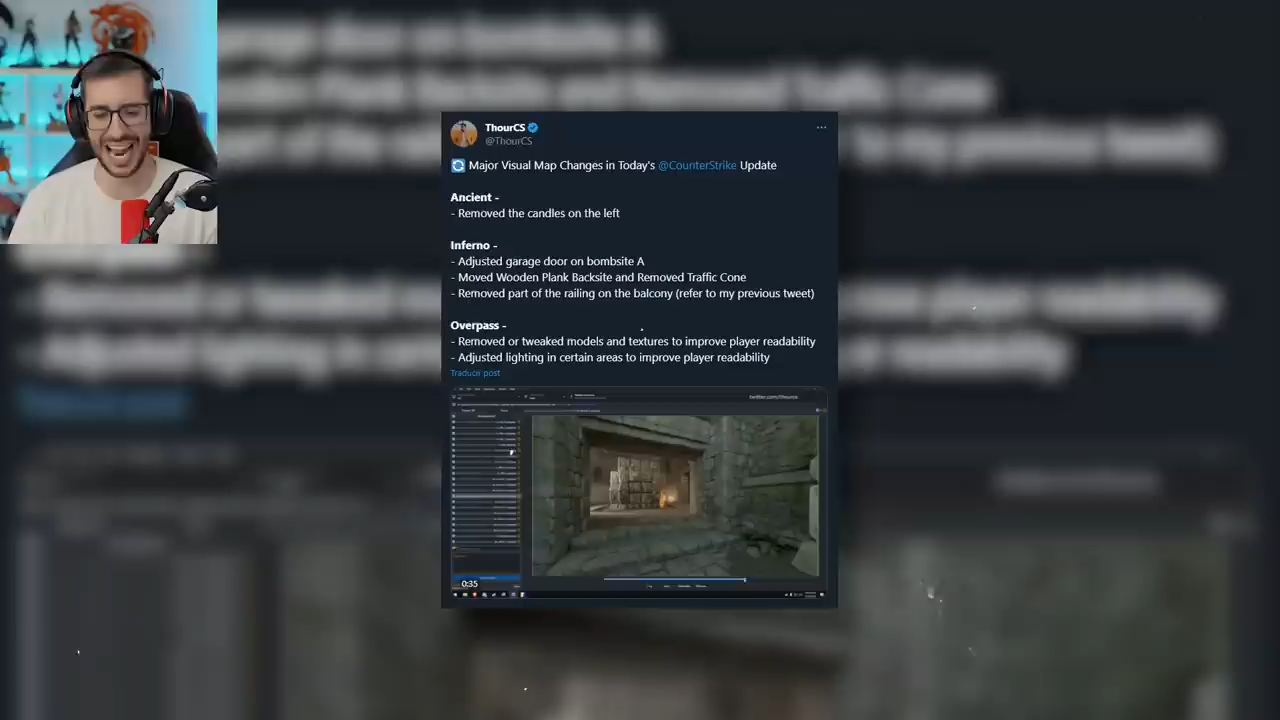 ThourCS
@ThourCS
Major Visual Map Changes in Today's @CounterStrike Update
Ancient -
- Removed the candles on the left
Inferno -
- Adjusted garage door on bombsite A
- Moved Wooden Plank Backsite and Removed Traffic Cone
- Removed part of the railing on the balcony (refer to my previous tweet)
Overpass -
- Removed or tweaked models and textures to improve player readability
- Adjusted lighting in certain areas to improve player readability
Traducir post
twitter.com/thourcs
0:35